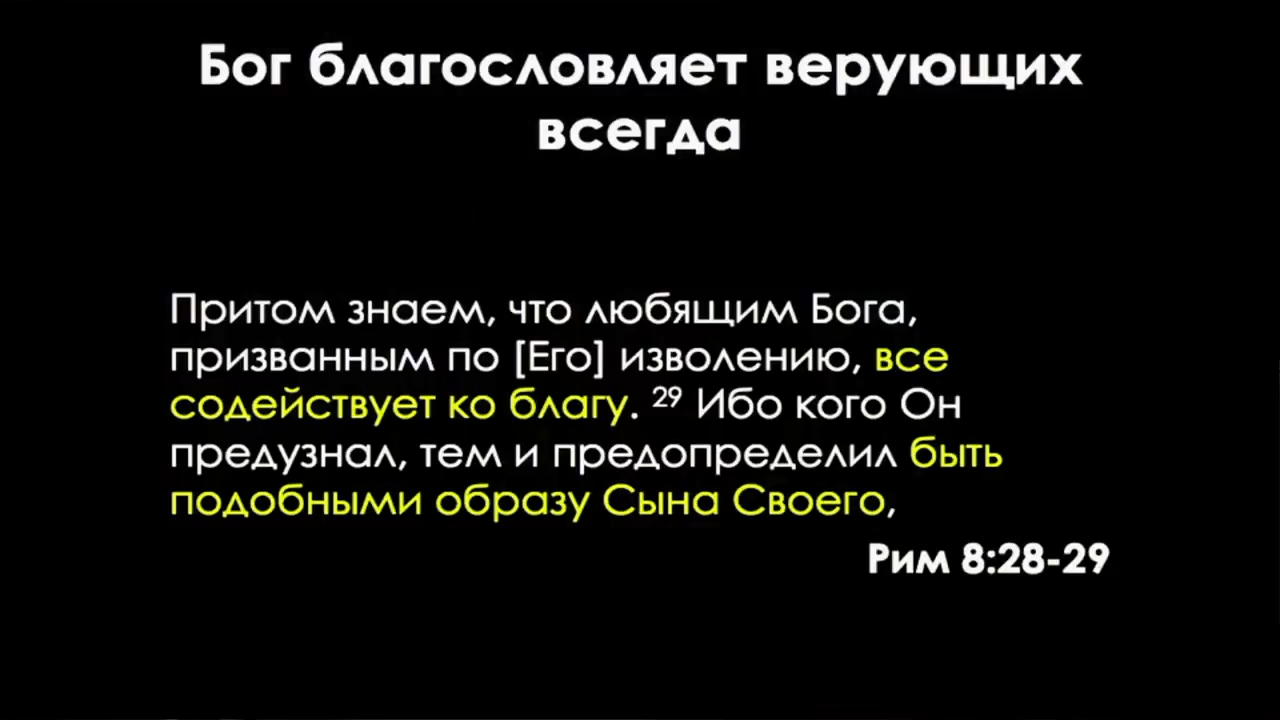 Бог благословляет верующих
всегда
Притом знаем, что любящим Бога,
призванным по [Его] изволению, все
содействует ко благу. ²⁹ Ибо кого Он
предузнал, тем и предопределил быть
подобными образу Сына Своего,
Рим 8:28-29